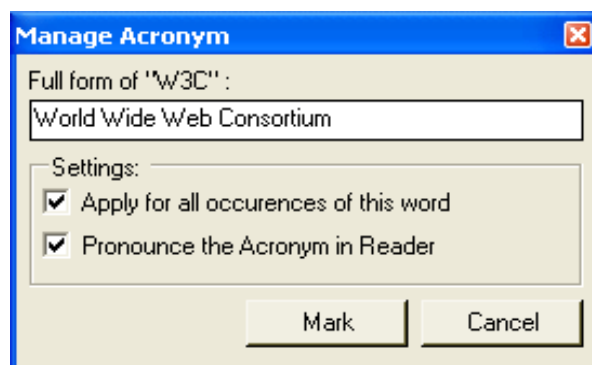 Manage Acronym
Full form of "W3C" :
World Wide Web Consortium
Settings:
Apply for all occurences of this word
Pronounce the Acronym in Reader
Mark Cancel